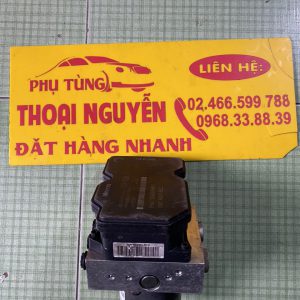 PHỤ TÙNG
LIÊN HỆ:
THOẠI NGUYỄN
02.466.599 788
0968.33.88.39
ĐẶT HÀNG NHANH